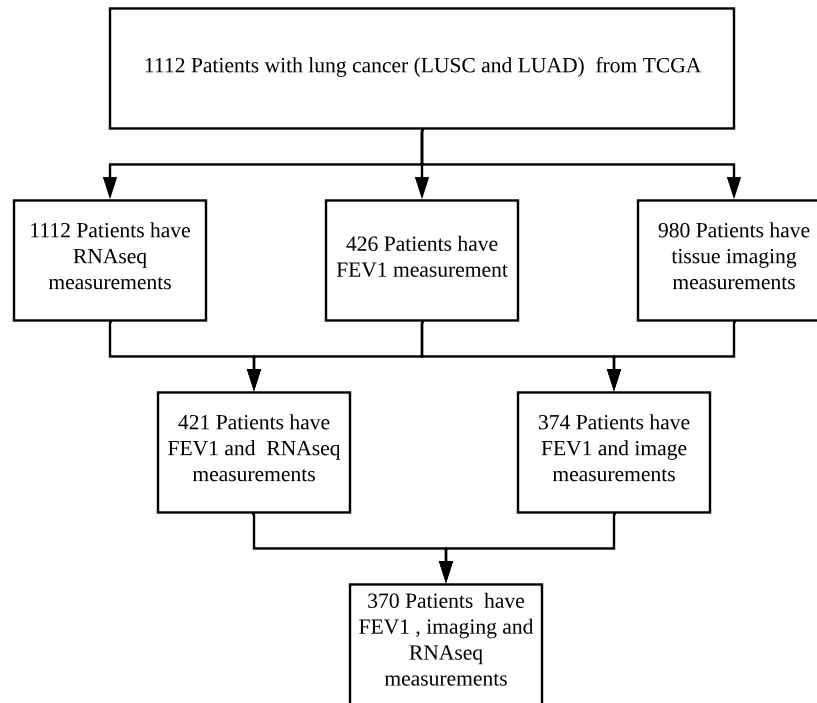 1112 Patients with lung cancer (LUSC and LUAD)  from TCGA
1112 Patients have
RNAseq
measurements
426 Patients have
FEV1 measurement
980 Patients have
tissue imaging
measurements
421 Patients have
FEV1 and  RNAseq
measurements
374 Patients have
FEV1 and image
measurements
370 Patients  have
FEV1 , imaging and
RNAseq
measurements